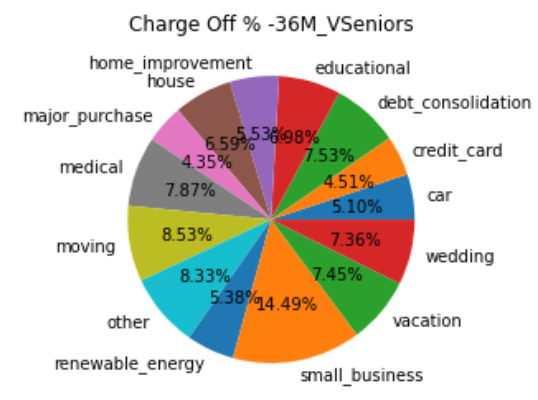 Charge Off % -36M_VSeniors
home_improvement
educational
house
debt_consolidation
major_purchase
credit_card
medical
car
moving
wedding
other
vacation
renewable_energy
small_business
5.53%
6.98%
6.59%
7.53%
4.35%
4.51%
7.87%
5.10%
8.53%
7.36%
8.33%
7.45%
5.38%
14.49%